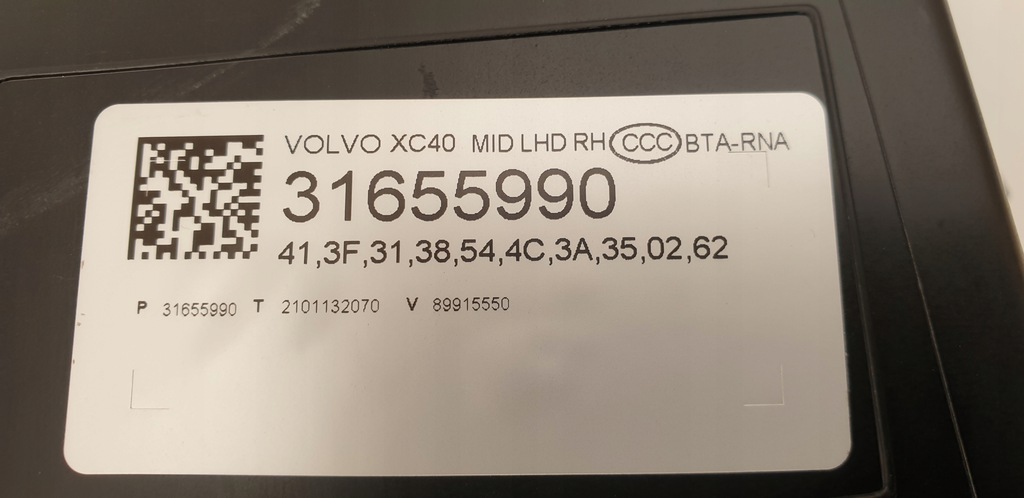 VOLVO XC40 MID LHD RH CCC BTA-RNA
31655990
41,3F,31,38,54,4C,3A,35,02,62
P 31655990 T 2101132070 V 89915550